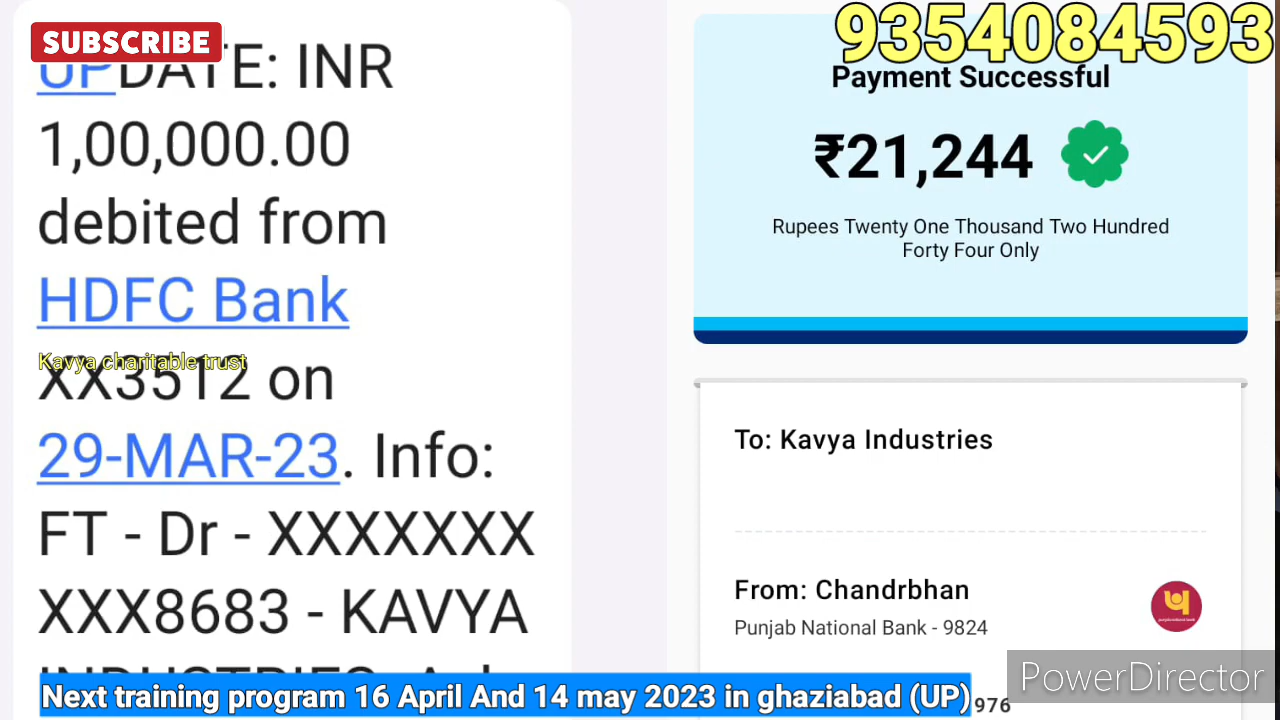 SUBSCRIBE
UPDATE: INR
1,00,000.00
debited from
HDFC Bank
Kavya charitable trust
XX3512 on
29-MAR-23. Info:
FT - Dr - XXXXXXX
XXX8683 - KAVYA
9354084593
Payment Successful
₹21,244
Rupees Twenty One Thousand Two Hundred
Forty Four Only
To: Kavya Industries
From: Chandrbhan
Punjab National Bank - 9824
976
PowerDirector
Next training program 16 April And 14 may 2023 in ghaziabad (UP)